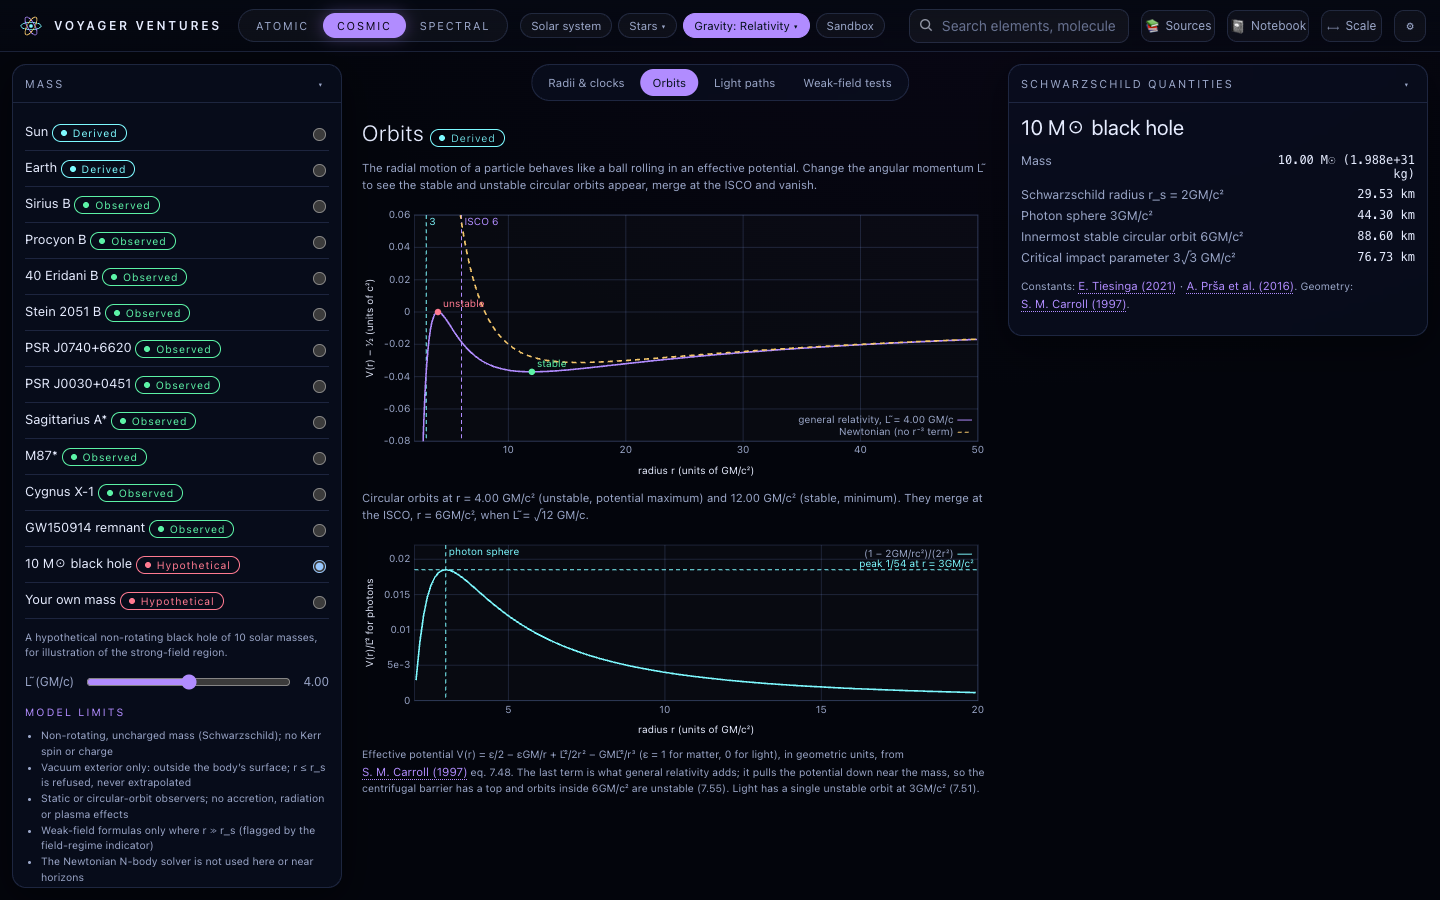 VOYAGER VENTURES
ATOMIC
COSMIC
SPECTRAL
Solar system
Stars ▾
Gravity: Relativity ▾
Sandbox
Search elements, molecule
Sources
Notebook
Scale
MASS
Sun Derived
Earth Derived
Sirius B Observed
Procyon B Observed
40 Eridani B Observed
Stein 2051 B Observed
PSR J0740+6620 Observed
PSR J0030+0451 Observed
Sagittarius A* Observed
M87* Observed
Cygnus X-1 Observed
GW150914 remnant Observed
10 M☉ black hole Hypothetical
Your own mass Hypothetical
A hypothetical non-rotating black hole of 10 solar masses,
for illustration of the strong-field region.
L̃ (GM/c) 4.00
MODEL LIMITS
• Non-rotating, uncharged mass (Schwarzschild); no Kerr
spin or charge
• Vacuum exterior only: outside the body's surface; r ≤ r_s
is refused, never extrapolated
• Static or circular-orbit observers; no accretion, radiation
or plasma effects
• Weak-field formulas only where r » r_s (flagged by the
field-regime indicator)
• The Newtonian N-body solver is not used here or near
horizons
Radii & clocks
Orbits
Light paths
Weak-field tests
Orbits Derived
The radial motion of a particle behaves like a ball rolling in an effective potential. Change the angular momentum L̃
to see the stable and unstable circular orbits appear, merge at the ISCO and vanish.
V(r) − ½ (units of c²)
0.06
0.04
0.02
0
-0.02
-0.04
-0.06
-0.08
3
ISCO 6
unstable
stable
general relativity, L̃ = 4.00 GM/c
Newtonian (no r⁻³ term)
10
20
30
40
50
radius r (units of GM/c²)
Circular orbits at r = 4.00 GM/c² (unstable, potential maximum) and 12.00 GM/c² (stable, minimum). They merge at
the ISCO, r = 6GM/c², when L̃ = √12 GM/c.
V(r)/L̃² for photons
0.02
0.015
0.01
5e-3
0
photon sphere
(1 − 2GM/rc²)/(2r²)
peak 1/54 at r = 3GM/c²
5
10
15
20
radius r (units of GM/c²)
Effective potential V(r) = ε/2 − εGM/r + L̃²/2r² − GML̃²/r³ (ε = 1 for matter, 0 for light), in geometric units, from
S. M. Carroll (1997) eq. 7.48. The last term is what general relativity adds; it pulls the potential down near the mass, so the
centrifugal barrier has a top and orbits inside 6GM/c² are unstable (7.55). Light has a single unstable orbit at 3GM/c² (7.51).
SCHWARZSCHILD QUANTITIES
10 M☉ black hole
Mass 10.00 M☉ (1.988e+31
kg)
Schwarzschild radius r_s = 2GM/c² 29.53 km
Photon sphere 3GM/c² 44.30 km
Innermost stable circular orbit 6GM/c² 88.60 km
Critical impact parameter 3√3 GM/c² 76.73 km
Constants: E. Tiesinga (2021) · A. Prša et al. (2016). Geometry:
S. M. Carroll (1997).